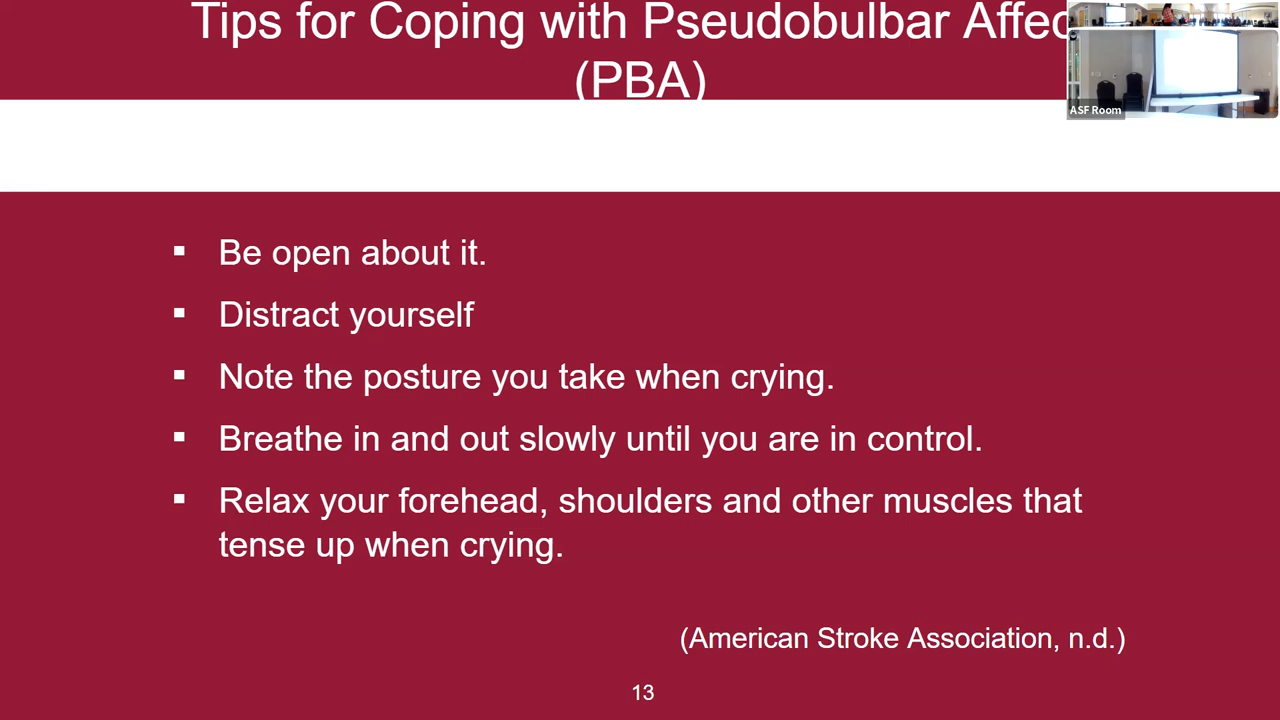 Tips for Coping with Pseudobulbar Affec
(PBA)
ASF Room
▪ Be open about it.
▪ Distract yourself
▪ Note the posture you take when crying.
▪ Breathe in and out slowly until you are in control.
▪ Relax your forehead, shoulders and other muscles that
tense up when crying.
(American Stroke Association, n.d.)
13